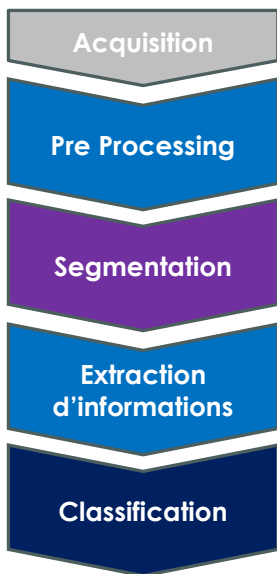 Acquisition
Pre Processing
Segmentation
Extraction
d’informations
Classification